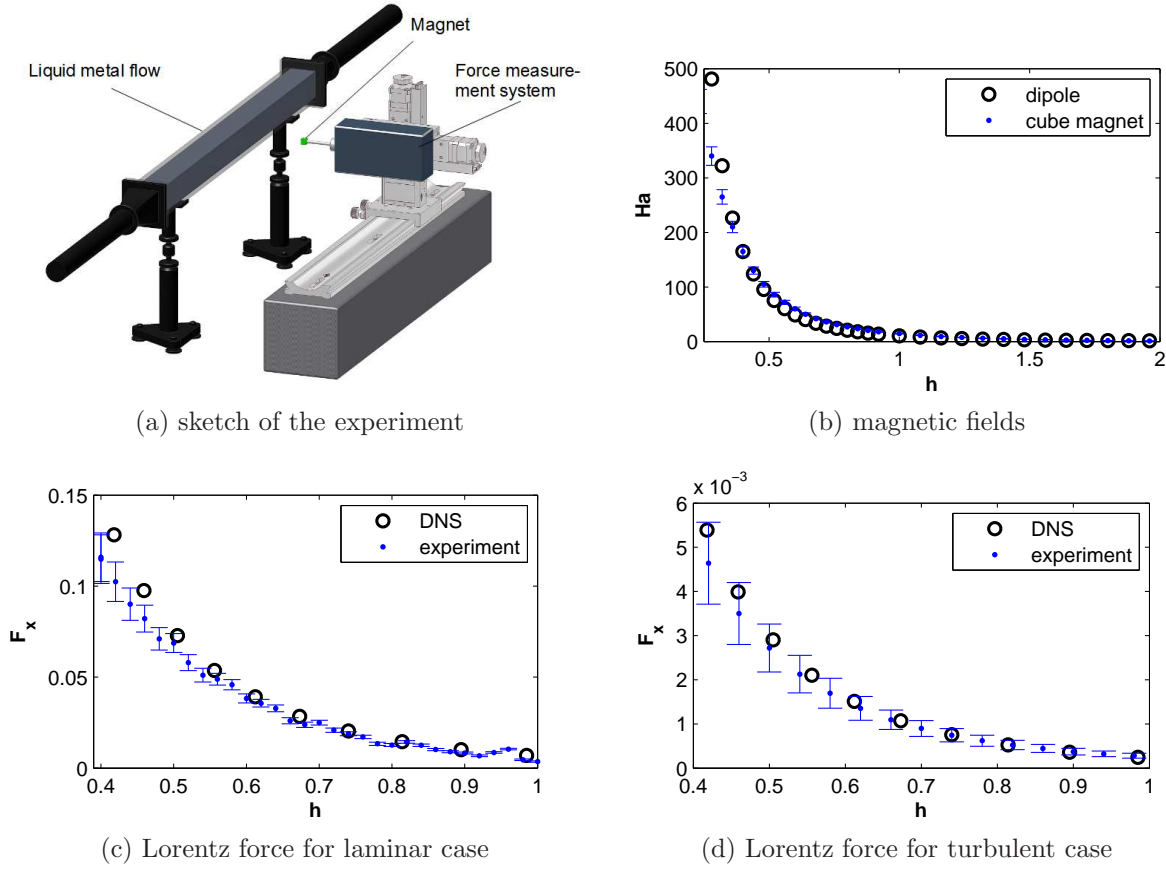 Magnet
Liquid metal flow
Force measure-
ment system
(a) sketch of the experiment
500
400
300
200
100
0
Ha
0.5
1
1.5
2
h
dipole
cube magnet
(b) magnetic fields
0.15
0.1
0.05
0
F_x
0.4
0.5
0.6
0.7
0.8
0.9
1
h
DNS
experiment
(c) Lorentz force for laminar case
x 10^-3
6
5
4
3
2
1
0
F_x
0.4
0.5
0.6
0.7
0.8
0.9
1
h
DNS
experiment
(d) Lorentz force for turbulent case